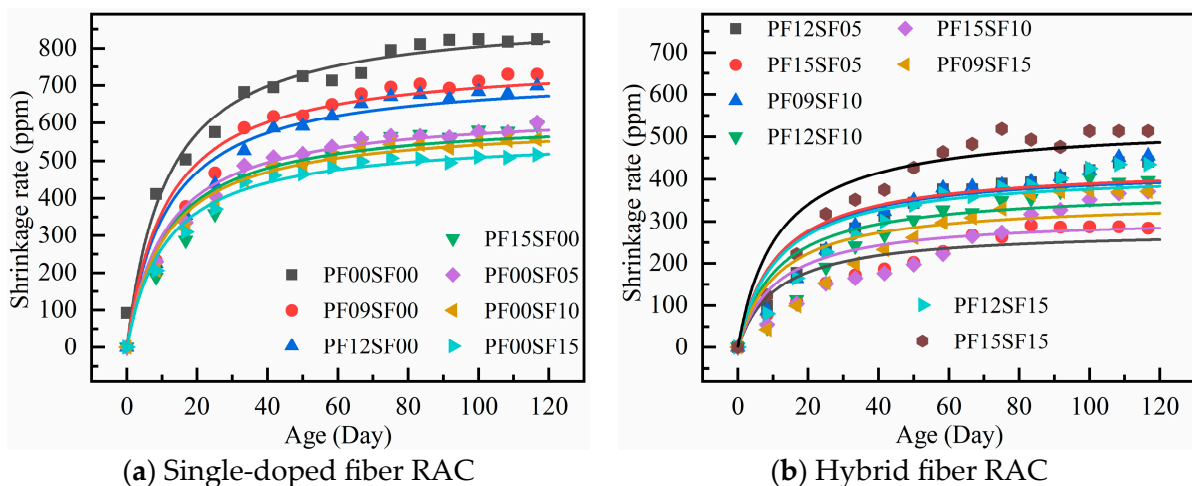 Shrinkage rate (ppm)
800
700
600
500
400
300
200
100
0
PF15SF00
PF00SF00
PF00SF05
PF09SF00
PF00SF10
PF12SF00
PF00SF15
0 20 40 60 80 100 120
Age (Day)
(a) Single-doped fiber RAC
Shrinkage rate (ppm)
700
600
500
400
300
200
100
0
PF12SF05
PF15SF10
PF15SF05
PF09SF15
PF09SF10
PF12SF10
PF12SF15
PF15SF15
0 20 40 60 80 100 120
Age (Day)
(b) Hybrid fiber RAC